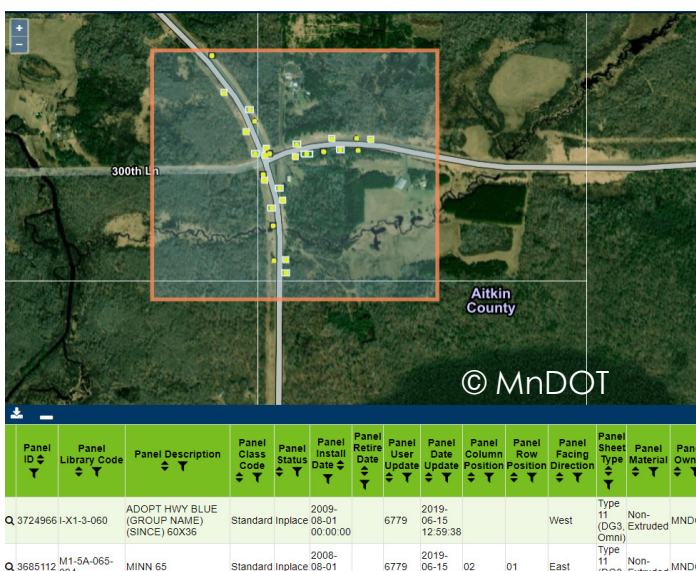 +
−
300th Ln
Aitkin
County
© MnDOT
Panel ID
Panel Library Code
Panel Description
Panel Class Code
Panel Status
Panel Install Date
Panel Retire Date
Panel User Update
Panel Date Update
Panel Column Position
Panel Row Position
Panel Facing Direction
Panel Sheet Type
Panel Material
Panel
3724966 I-X1-3-060 ADOPT HWY BLUE (GROUP NAME) (SINCE) 60X36 Standard Inplace 2009-08-01 00:00:00 6779 2019-06-15 12:59:38 West Type 11 (DG3, Omni) Non-Extruded
3685112 M1-5A-065- MINN 65 Standard Inplace 2008-08-01 6779 2019-06-15 02 01 East Type 11 Non-